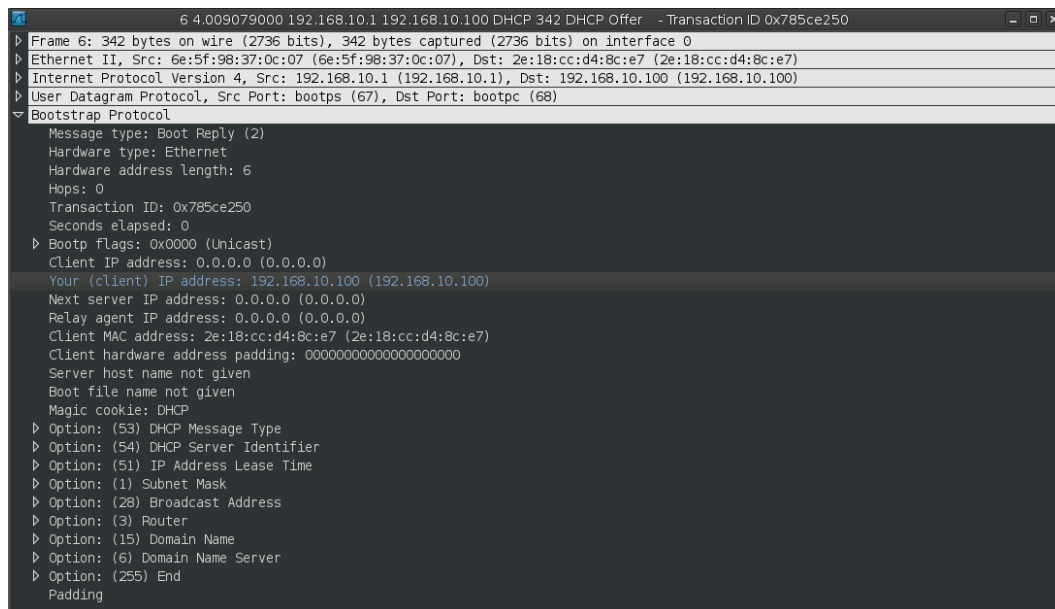 6 4.009079000 192.168.10.1 192.168.10.100 DHCP 342 DHCP Offer - Transaction ID 0x785ce250
Frame 6: 342 bytes on wire (2736 bits), 342 bytes captured (2736 bits) on interface 0
Ethernet II, Src: 6e:5f:98:37:0c:07 (6e:5f:98:37:0c:07), Dst: 2e:18:cc:d4:8c:e7 (2e:18:cc:d4:8c:e7)
Internet Protocol Version 4, Src: 192.168.10.1 (192.168.10.1), Dst: 192.168.10.100 (192.168.10.100)
User Datagram Protocol, Src Port: bootps (67), Dst Port: bootpc (68)
Bootstrap Protocol
Message type: Boot Reply (2)
Hardware type: Ethernet
Hardware address length: 6
Hops: 0
Transaction ID: 0x785ce250
Seconds elapsed: 0
Bootp flags: 0x0000 (Unicast)
Client IP address: 0.0.0.0 (0.0.0.0)
Your (client) IP address: 192.168.10.100 (192.168.10.100)
Next server IP address: 0.0.0.0 (0.0.0.0)
Relay agent IP address: 0.0.0.0 (0.0.0.0)
Client MAC address: 2e:18:cc:d4:8c:e7 (2e:18:cc:d4:8c:e7)
Client hardware address padding: 00000000000000000000
Server host name not given
Boot file name not given
Magic cookie: DHCP
Option: (53) DHCP Message Type
Option: (54) DHCP Server Identifier
Option: (51) IP Address Lease Time
Option: (1) Subnet Mask
Option: (28) Broadcast Address
Option: (3) Router
Option: (15) Domain Name
Option: (6) Domain Name Server
Option: (255) End
Padding